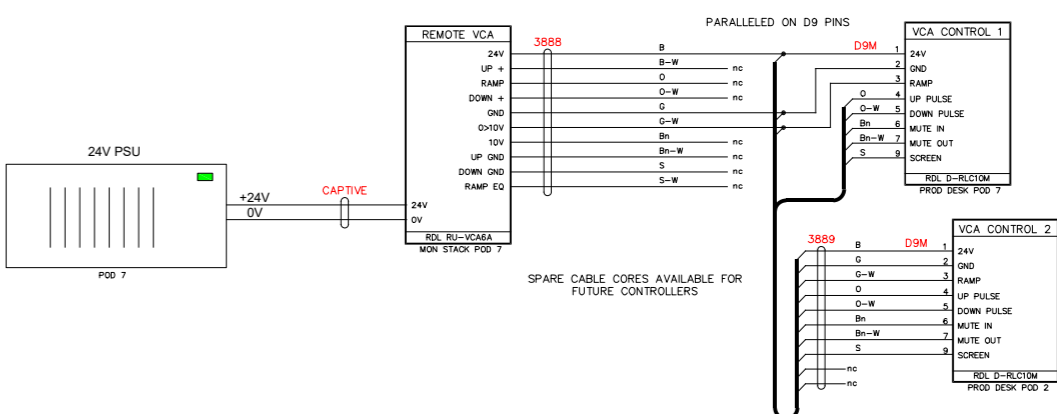 PARALLELED ON D9 PINS
REMOTE VCA
24V
UP +
RAMP
DOWN +
GND
0>10V
10V
UP GND
DOWN GND
RAMP EQ
24V
0V
RDL RU-VCA6A
MON STACK POD 7
3888
B
B-W
nc
O
nc
O-W
nc
G
G-W
Bn
nc
Bn-W
nc
S
nc
S-W
nc
D9M
VCA CONTROL 1
1 24V
2 GND
3 RAMP
O 4 UP PULSE
O-W 5 DOWN PULSE
Bn 6 MUTE IN
Bn-W 7 MUTE OUT
S 9 SCREEN
RDL D-RLC10M
PROD DESK POD 7
24V PSU
+24V
0V
CAPTIVE
POD 7
SPARE CABLE CORES AVAILABLE FOR
FUTURE CONTROLLERS
3889
D9M
VCA CONTROL 2
B 1 24V
G 2 GND
G-W 3 RAMP
O 4 UP PULSE
O-W 5 DOWN PULSE
Bn 6 MUTE IN
Bn-W 7 MUTE OUT
S 9 SCREEN
nc
nc
RDL D-RLC10M
PROD DESK POD 2